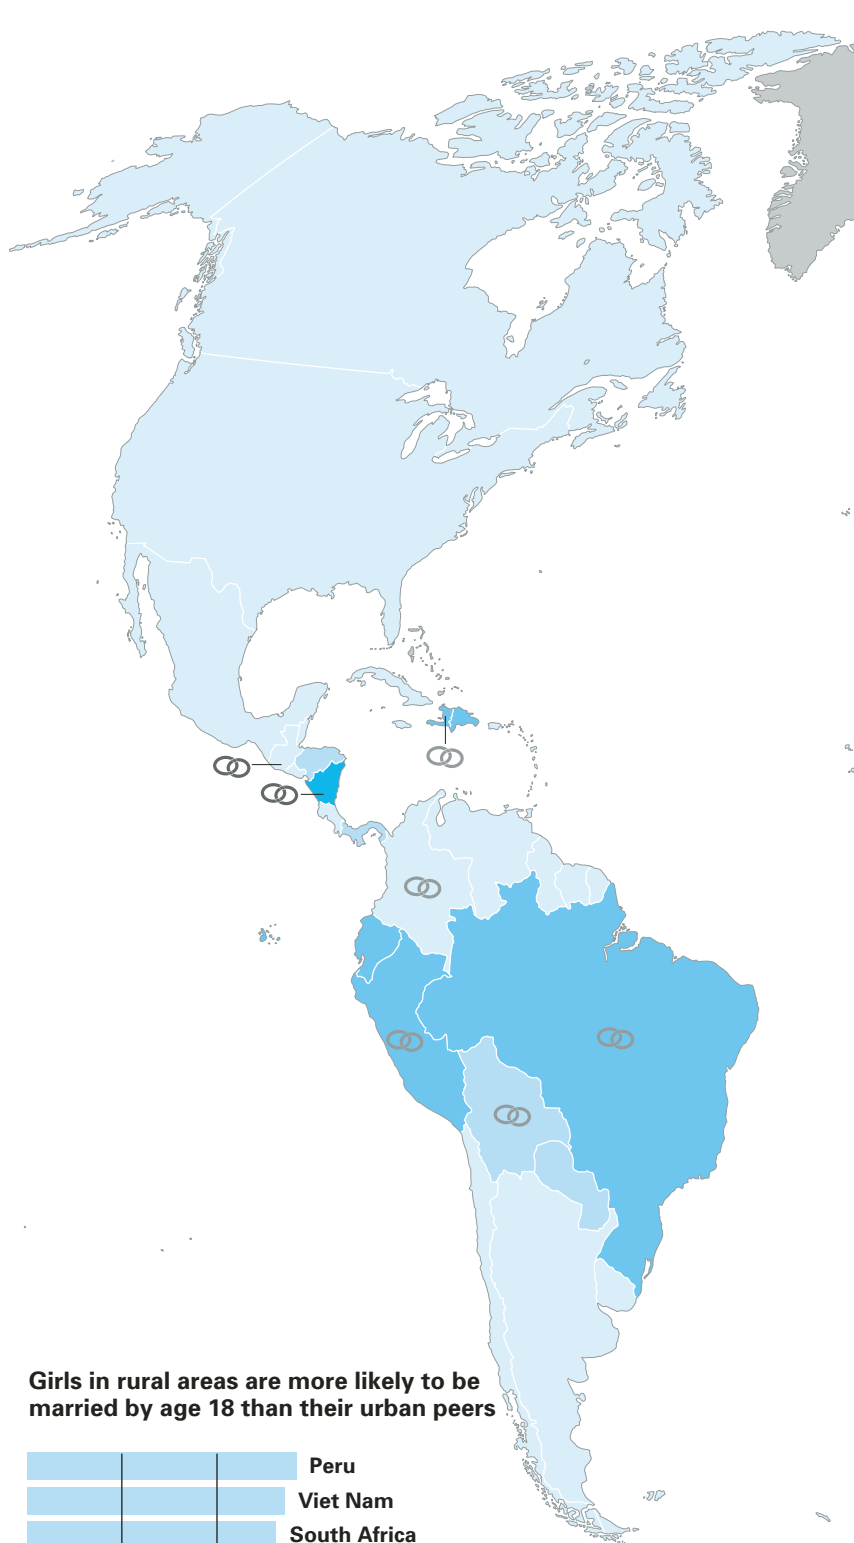 Girls in rural areas are more likely to be
married by age 18 than their urban peers
Peru
Viet Nam
South Africa